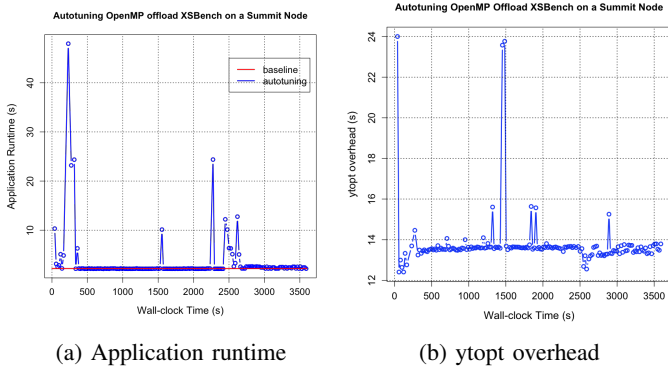 Autotuning OpenMP Offload XSBench on a Summit Node
Application Runtime (s)
40
30
20
10
baseline
autotuning
0 500 1000 1500 2000 2500 3000 3500
Wall-clock Time (s)
(a) Application runtime
Autotuning OpenMP Offload XSBench on a Summit Node
ytopt overhead (s)
24
22
20
18
16
14
12
0 500 1000 1500 2000 2500 3000 3500
Wall-clock Time (s)
(b) ytopt overhead